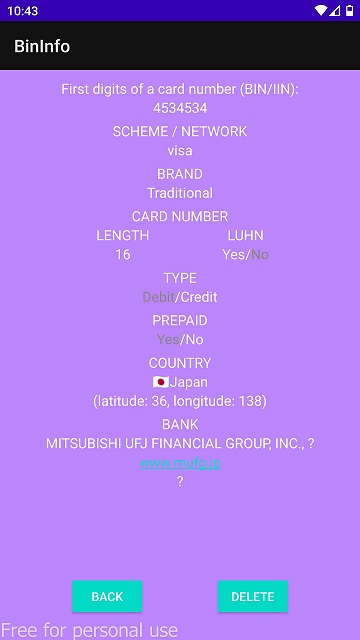 10:43
BinInfo
First digits of a card number (BIN/IIN):
4534534
SCHEME / NETWORK
visa
BRAND
Traditional
CARD NUMBER
LENGTH LUHN
16 Yes/No
TYPE
Debit/Credit
PREPAID
Yes/No
COUNTRY
🇯🇵Japan
(latitude: 36, longitude: 138)
BANK
MITSUBISHI UFJ FINANCIAL GROUP, INC., ?
www.mufg.jp
?
BACK DELETE
Free for personal use